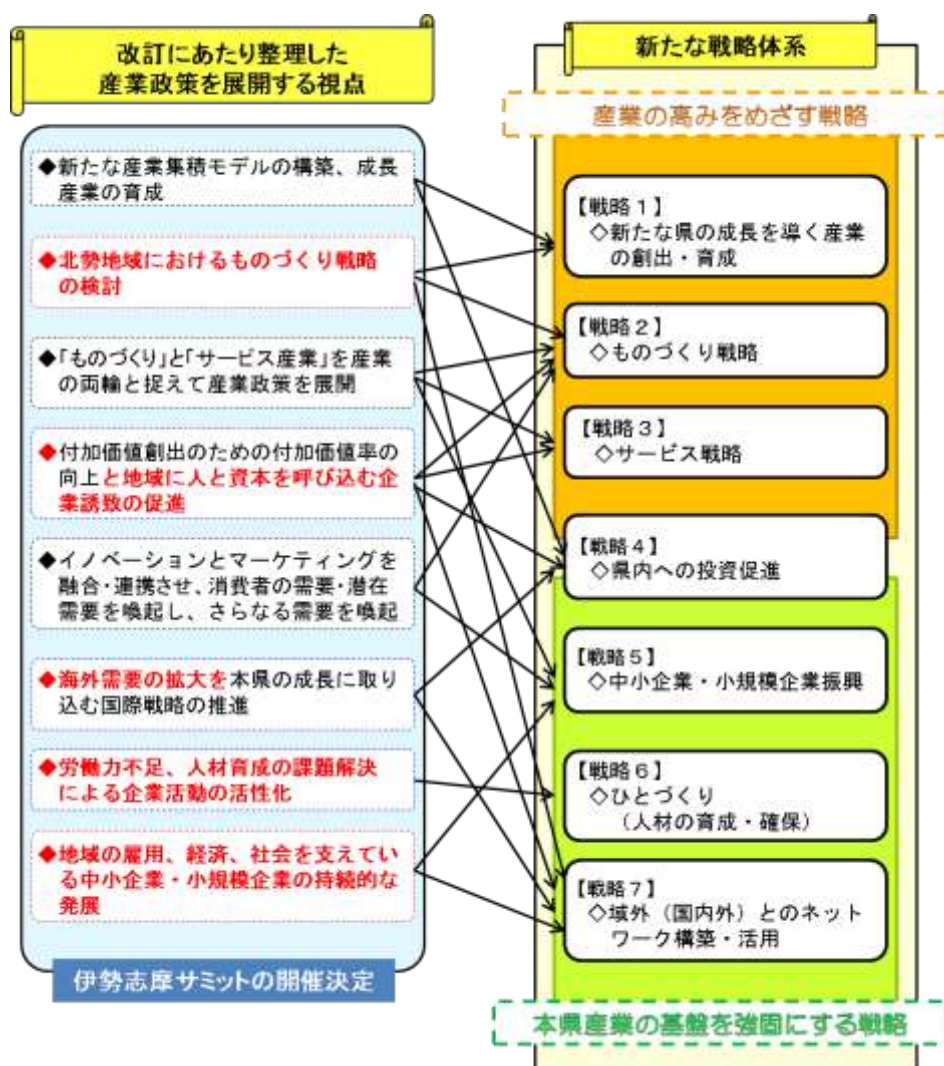 改訂にあたり整理した
産業政策を展開する視点
◆新たな産業集積モデルの構築、成長
産業の育成
◆北勢地域におけるものづくり戦略
の検討
◆「ものづくり」と「サービス産業」を産業
の両輪と捉えて産業政策を展開
◆付加価値創出のための付加価値率の
向上と地域に人と資本を呼び込む企
業誘致の促進
◆イノベーションとマーケティングを
融合・連携させ、消費者の需要・潜在
需要を喚起し、さらなる需要を喚起
◆海外需要の拡大を本県の成長に取り
込む国際戦略の推進
◆労働力不足、人材育成の課題解決
による企業活動の活性化
◆地域の雇用、経済、社会を支えてい
る中小企業・小規模企業の持続的な
発展
伊勢志摩サミットの開催決定
新たな戦略体系
産業の高みをめざす戦略
【戦略１】
◇新たな県の成長を導く産業
の創出・育成
【戦略２】
◇ものづくり戦略
【戦略３】
◇サービス戦略
【戦略４】
◇県内への投資促進
【戦略５】
◇中小企業・小規模企業振興
【戦略６】
◇ひとづくり
（人材の育成・確保）
【戦略７】
◇域外（国内外）とのネット
ワーク構築・活用
本県産業の基盤を強固にする戦略